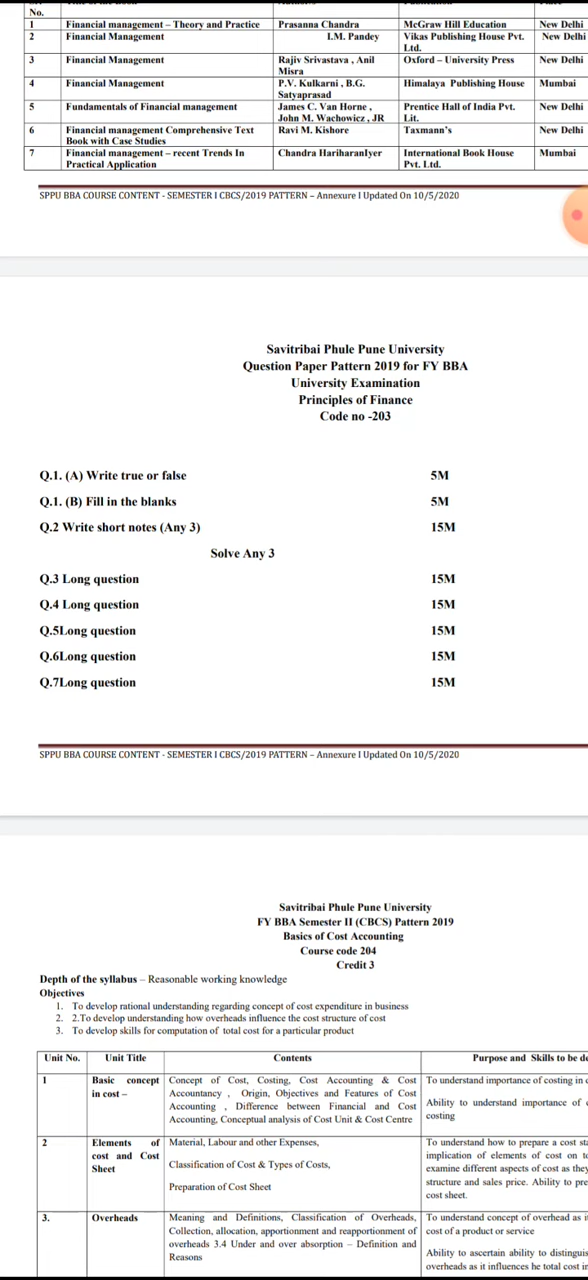 No.
1 Financial management – Theory and Practice Prasanna Chandra McGraw Hill Education New Delhi
2 Financial Management I.M. Pandey Vikas Publishing House Pvt. New Delhi
Ltd.
3 Financial Management Rajiv Srivastava , Anil Oxford – University Press New Delhi
Misra
4 Financial Management P.V. Kulkarni , B.G. Himalaya Publishing House Mumbai
Satyaprasad
5 Fundamentals of Financial management James C. Van Horne , Prentice Hall of India Pvt. New Delhi
John M. Wachowicz , JR Lit.
6 Financial management Comprehensive Text Ravi M. Kishore Taxmann's New Delhi
Book with Case Studies
7 Financial management – recent Trends In Chandra HariharanIyer International Book House Mumbai
Practical Application Pvt. Ltd.
SPPU BBA COURSE CONTENT - SEMESTER I CBCS/2019 PATTERN – Annexure I Updated On 10/5/2020
Savitribai Phule Pune University
Question Paper Pattern 2019 for FY BBA
University Examination
Principles of Finance
Code no -203
Q.1. (A) Write true or false 5M
Q.1. (B) Fill in the blanks 5M
Q.2 Write short notes (Any 3) 15M
Solve Any 3
Q.3 Long question 15M
Q.4 Long question 15M
Q.5Long question 15M
Q.6Long question 15M
Q.7Long question 15M
SPPU BBA COURSE CONTENT - SEMESTER I CBCS/2019 PATTERN – Annexure I Updated On 10/5/2020
Savitribai Phule Pune University
FY BBA Semester II (CBCS) Pattern 2019
Basics of Cost Accounting
Course code 204
Credit 3
Depth of the syllabus – Reasonable working knowledge
Objectives
1. To develop rational understanding regarding concept of cost expenditure in business
2. 2.To develop understanding how overheads influence the cost structure of cost
3. To develop skills for computation of total cost for a particular product
Unit No. Unit Title Contents Purpose and Skills to be de
1 Basic concept Concept of Cost, Costing, Cost Accounting & Cost To understand importance of costing in
in cost – Accountancy , Origin, Objectives and Features of Cost
Accounting , Difference between Financial and Cost Ability to understand importance of
Accounting, Conceptual analysis of Cost Unit & Cost Centre costing
2 Elements of Material, Labour and other Expenses, To understand how to prepare a cost sta
cost and Cost implication of elements of cost on to
Sheet Classification of Cost & Types of Costs, examine different aspects of cost as they
structure and sales price. Ability to pre
Preparation of Cost Sheet cost sheet.
3. Overheads Meaning and Definitions, Classification of Overheads, To understand concept of overhead as i
Collection, allocation, apportionment and reapportionment of cost of a product or service
overheads 3.4 Under and over absorption – Definition and
Reasons Ability to ascertain ability to distinguis
overheads as it influences he total cost in